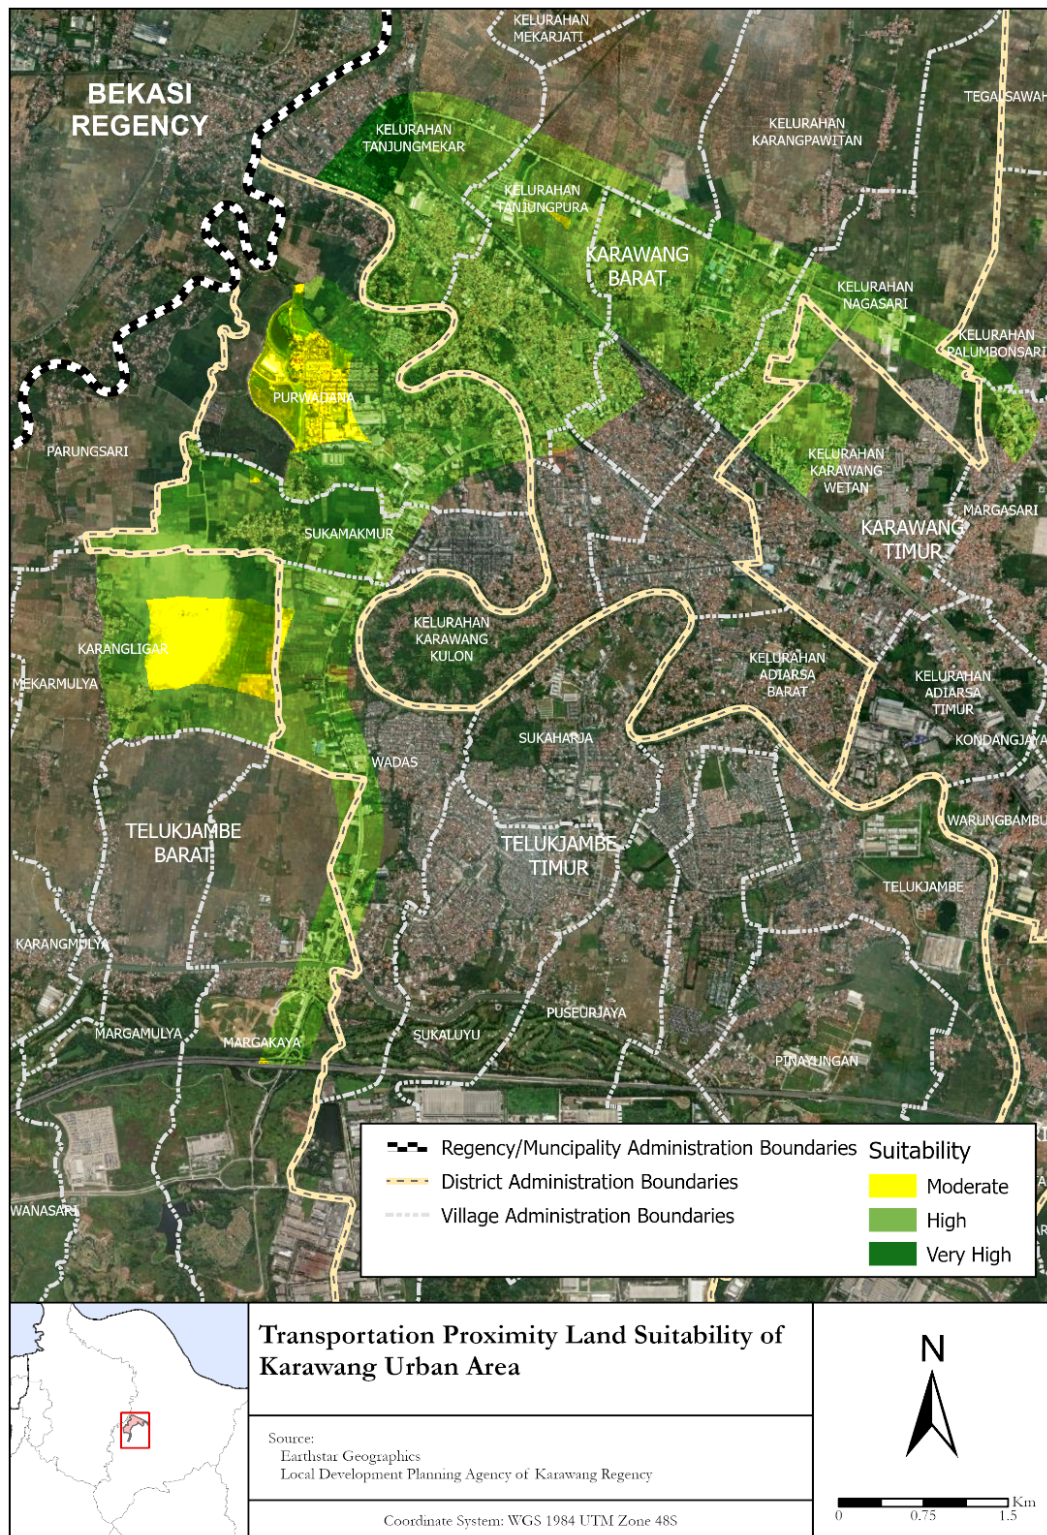 KELURAHAN
MEKARJATI
BEKASI
REGENCY
TEGALSAWAH
KELURAHAN
TANJUNGMEKAR
KELURAHAN
KARANGPAWITAN
KELURAHAN
TANJUNGPURA
KARAWANG
BARAT
KELURAHAN
NAGASARI
KELURAHAN
PALUMBONSARI
PURWADANA
PARUNGSARI
KELURAHAN
KARAWANG
WETAN
MARGASARI
SUKAMAKMUR
KARAWANG
TIMUR
KELURAHAN
KARAWANG
KULON
KARANGLIGAR
MEKARMULYA
KELURAHAN
ADIARSA
BARAT
KELURAHAN
ADIARSA
TIMUR
SUKAHARJA
KONDANGJAYA
WADAS
TELUKJAMBE
BARAT
TELUKJAMBE
TIMUR
WARUNGBAMBU
TELUKJAMBE
KARANGMULYA
MARGAMULYA
MARGAKAYA
SUKALUYU
PUSEURJAYA
PINAYUNGAN
WANASARI
Regency/Muncipality Administration Boundaries
District Administration Boundaries
Village Administration Boundaries
Suitability
Moderate
High
Very High
Transportation Proximity Land Suitability of
Karawang Urban Area
Source:
Earthstar Geographics
Local Development Planning Agency of Karawang Regency
Coordinate System: WGS 1984 UTM Zone 48S
N
Km
0 0.75 1.5